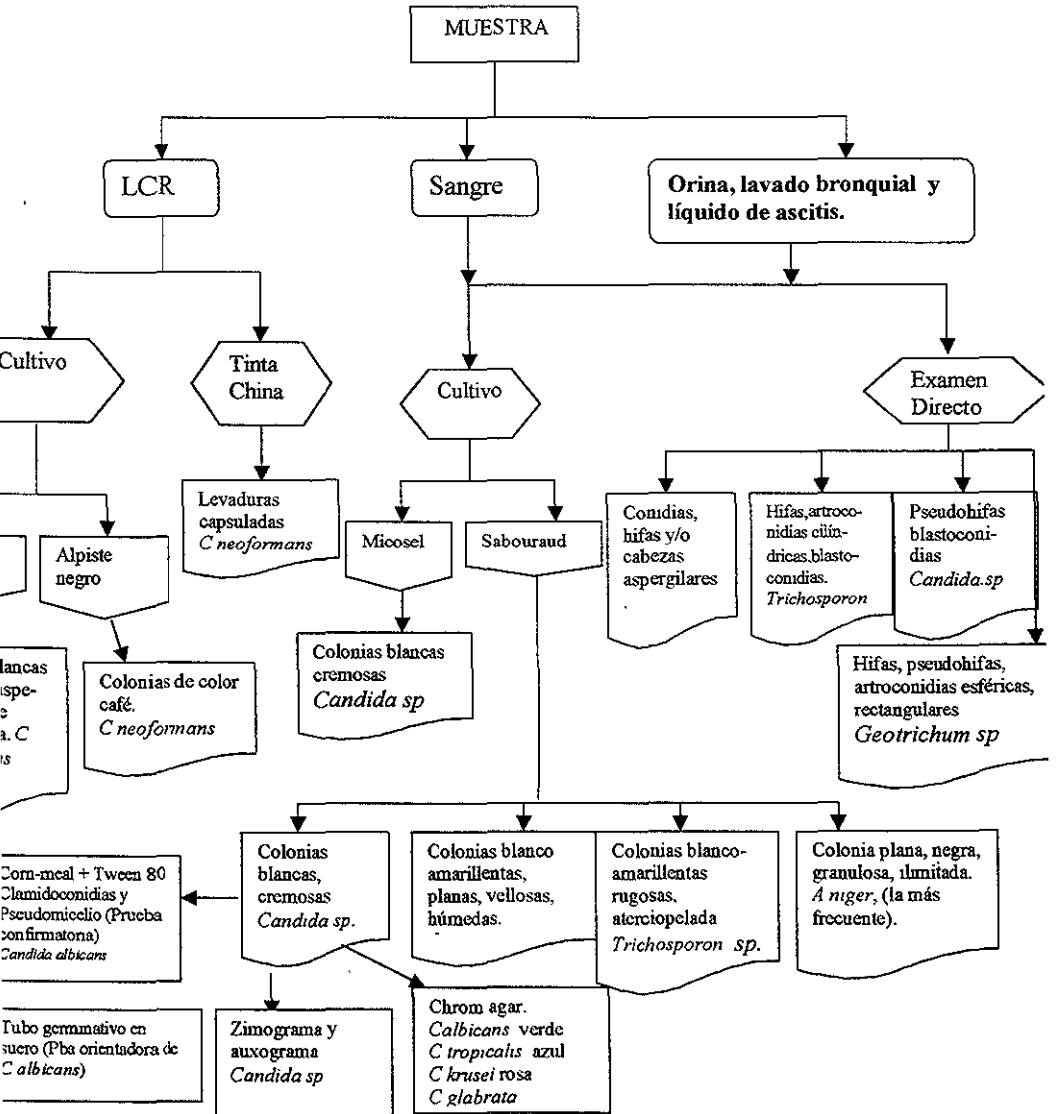 MUESTRA
LCR
Sangre
Orina, lavado bronquial y
líquido de ascitis.
Cultivo
Tinta
China
Cultivo
Examen
Directo
Levaduras
capsuladas
C neoformans
Alpiste
negro
Micosel
Sabouraud
Conidias,
hifas y/o
cabezas
aspergilares
Hifas,artroco-
nidias cilín-
dricas,blasto-
conidias.
Trichosporon
Pseudohifas
blastoconi-
dias
Candida.sp
Colonias de color
café.
C neoformans
Colonias blancas
cremosas
Candida sp
Hifas, pseudohifas,
artroconidias esféricas,
rectangulares
Geotrichum sp
a. C
Colonias
blancas,
cremosas
Candida sp.
Colonias blanco
amarillentas,
planas, vellosas,
húmedas.
Colonias blanco-
amarillentas
rugosas,
aterciopelada
Trichosporon sp.
Colonia plana, negra,
granulosa, ilimitada.
A niger, (la más
frecuente).
Corn-meal + Tween 80
Clamidoconidias y
Pseudomicelio (Prueba
confirmatoria)
Candida albicans
Tubo germinativo en
suero (Pba orientadora de
C albicans)
Zimograma y
auxograma
Candida sp
Chrom agar.
Calbicans verde
C tropicalis azul
C krusei rosa
C glabrata